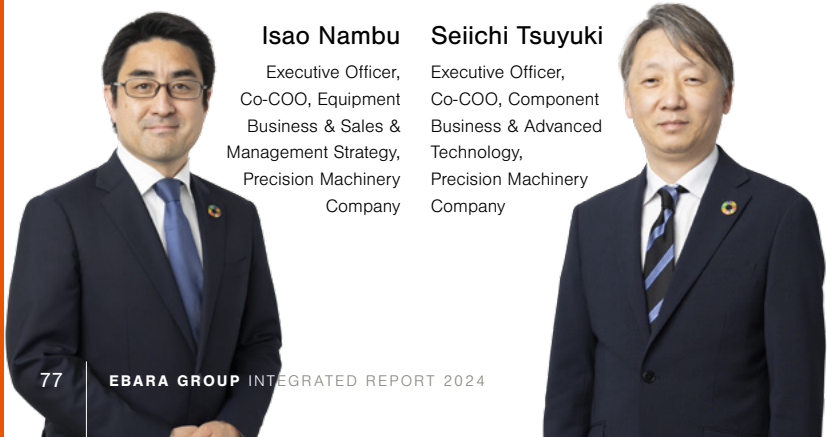 Isao Nambu
Executive Officer,
Co-COO, Equipment
Business & Sales &
Management Strategy,
Precision Machinery
Company
Seiichi Tsuyuki
Executive Officer,
Co-COO, Component
Business & Advanced
Technology,
Precision Machinery
Company
77
EBARA GROUP INTEGRATED REPORT 2024